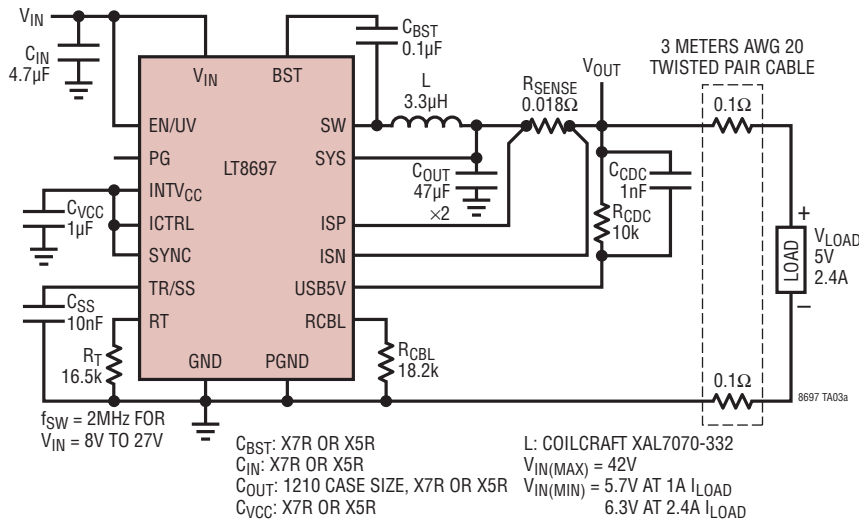 VIN
CIN
4.7µF
CBST
0.1µF
L
3.3µH
RSENSE
0.018Ω
VOUT
3 METERS AWG 20
TWISTED PAIR CABLE
0.1Ω
VIN
BST
EN/UV
SW
PG
SYS
LT8697
COUT
47µF
×2
CCDC
1nF
RCDC
10k
INTVCC
CVCC
1µF
ICTRL
ISP
SYNC
ISN
+
LOAD
VLOAD
5V
2.4A
–
TR/SS
USB5V
CSS
10nF
RT
RCBL
RT
16.5k
GND
PGND
RCBL
18.2k
0.1Ω
8697 TA03a
fSW = 2MHz FOR
VIN = 8V TO 27V
CBST: X7R OR X5R
CIN: X7R OR X5R
COUT: 1210 CASE SIZE, X7R OR X5R
CVCC: X7R OR X5R
L: COILCRAFT XAL7070-332
VIN(MAX) = 42V
VIN(MIN) = 5.7V AT 1A ILOAD
6.3V AT 2.4A ILOAD